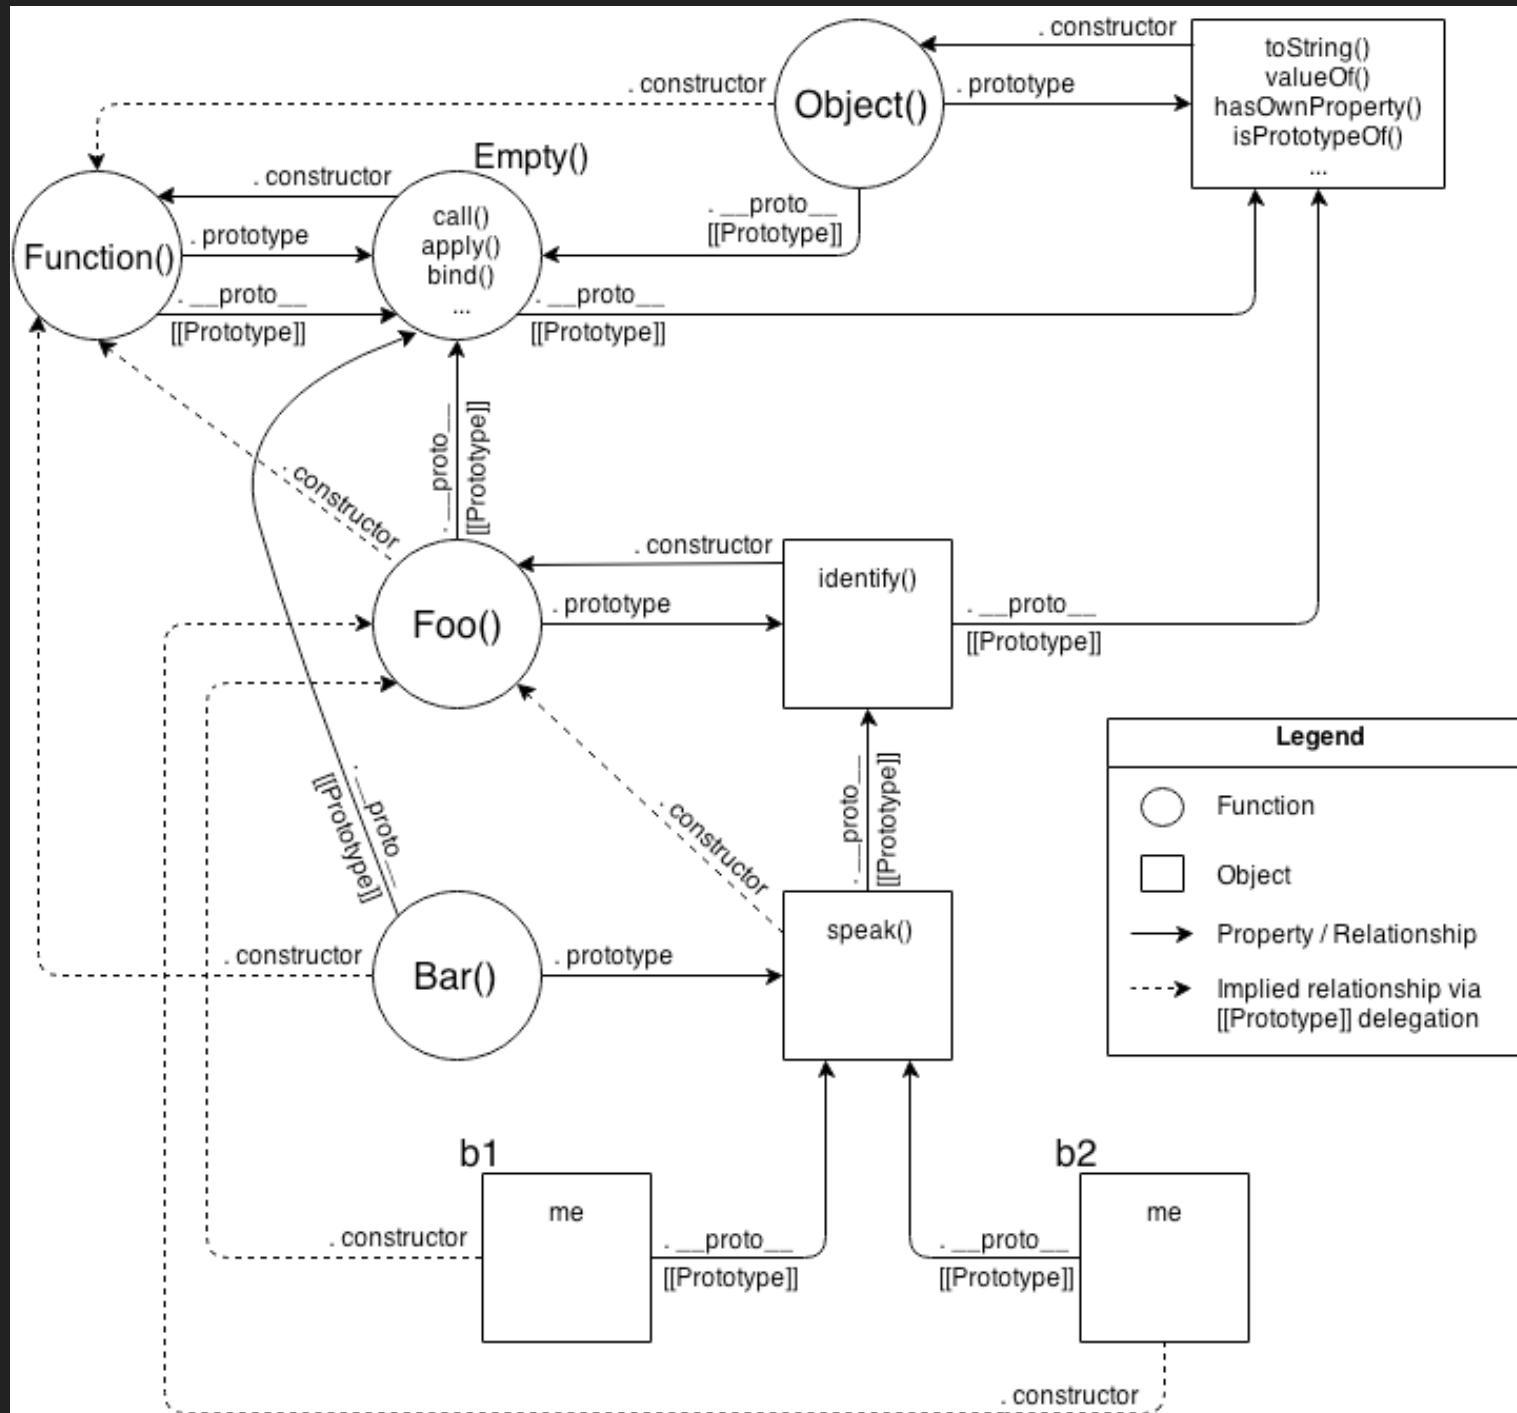 . constructor
toString()
valueOf()
hasOwnProperty()
isPrototypeOf()
...
. constructor
Object()
. prototype
Empty()
. constructor
call()
apply()
bind()
...
. __proto__
[[Prototype]]
Function()
. prototype
. __proto__
[[Prototype]]
. __proto__
[[Prototype]]
. __proto__
[[Prototype]]
. constructor
. constructor
identify()
Foo()
. prototype
. __proto__
[[Prototype]]
Legend
Function
Object
Property / Relationship
Implied relationship via
[[Prototype]] delegation
. __proto__
[[Prototype]]
. constructor
. __proto__
[[Prototype]]
speak()
. constructor
Bar()
. prototype
b1
me
. constructor
. __proto__
[[Prototype]]
b2
me
. __proto__
[[Prototype]]
. constructor